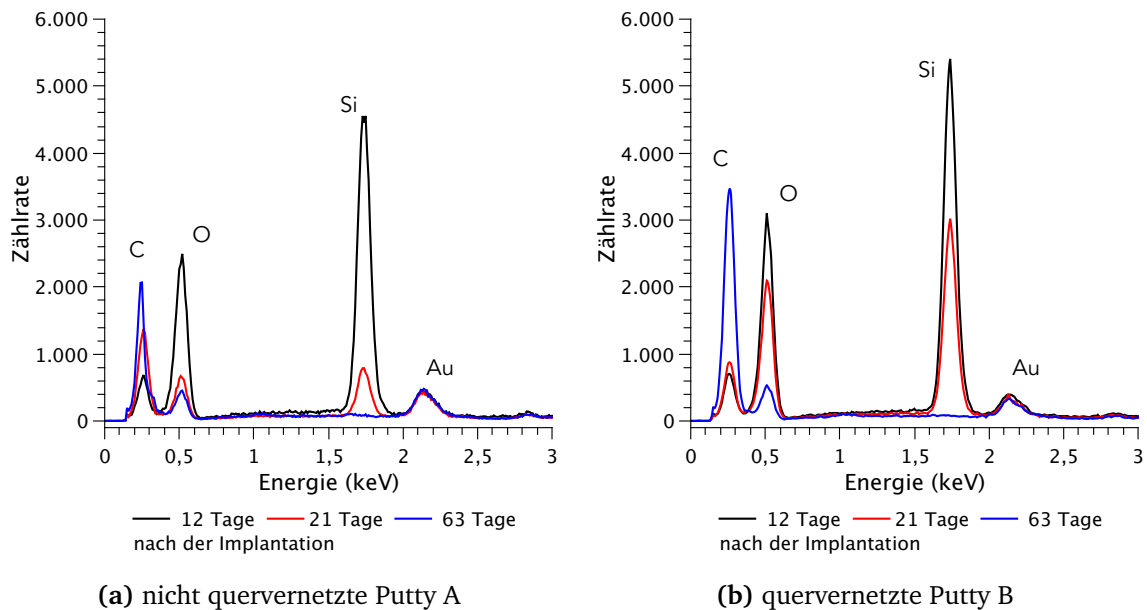 6.000
5.000
4.000
3.000
2.000
1.000
0
Zählrate
C
O
Si
Au
0 0,5 1 1,5 2 2,5 3
Energie (keV)
12 Tage 21 Tage 63 Tage
nach der Implantation
(a) nicht quervernetzte Putty A
6.000
5.000
4.000
3.000
2.000
1.000
0
Zählrate
C
O
Si
Au
0 0,5 1 1,5 2 2,5 3
Energie (keV)
12 Tage 21 Tage 63 Tage
nach der Implantation
(b) quervernetzte Putty B